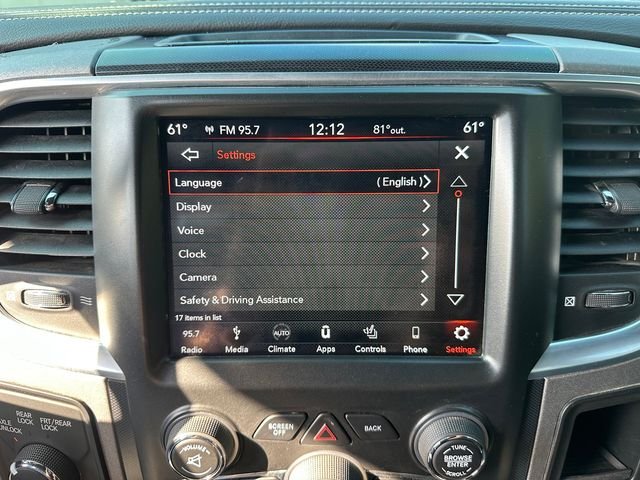 61° FM 95.7 12:12 81°out. 61°
Settings
Language (English)
Display
Voice
Clock
Camera
Safety & Driving Assistance
17 items in list
95.7 AUTO
Radio Media Climate Apps Controls Phone Settings
REAR LOCK
AXLE UNLOCK
FRT/REAR LOCK
VOLUME
SCREEN OFF
BACK
TUNE
BROWSE
ENTER
SCROLL